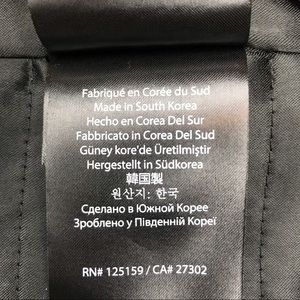 Fabriqué en Corée du Sud
Made in South Korea
Hecho en Corea Del Sur
Fabbricato in Corea Del Sud
Güney kore'de Üretilmiştir
Hergestellt in Südkorea
韓国製
원산지: 한국
Сделано в Южной Корее
Зроблено у Південній Кореї
RN# 125159 / CA# 27302